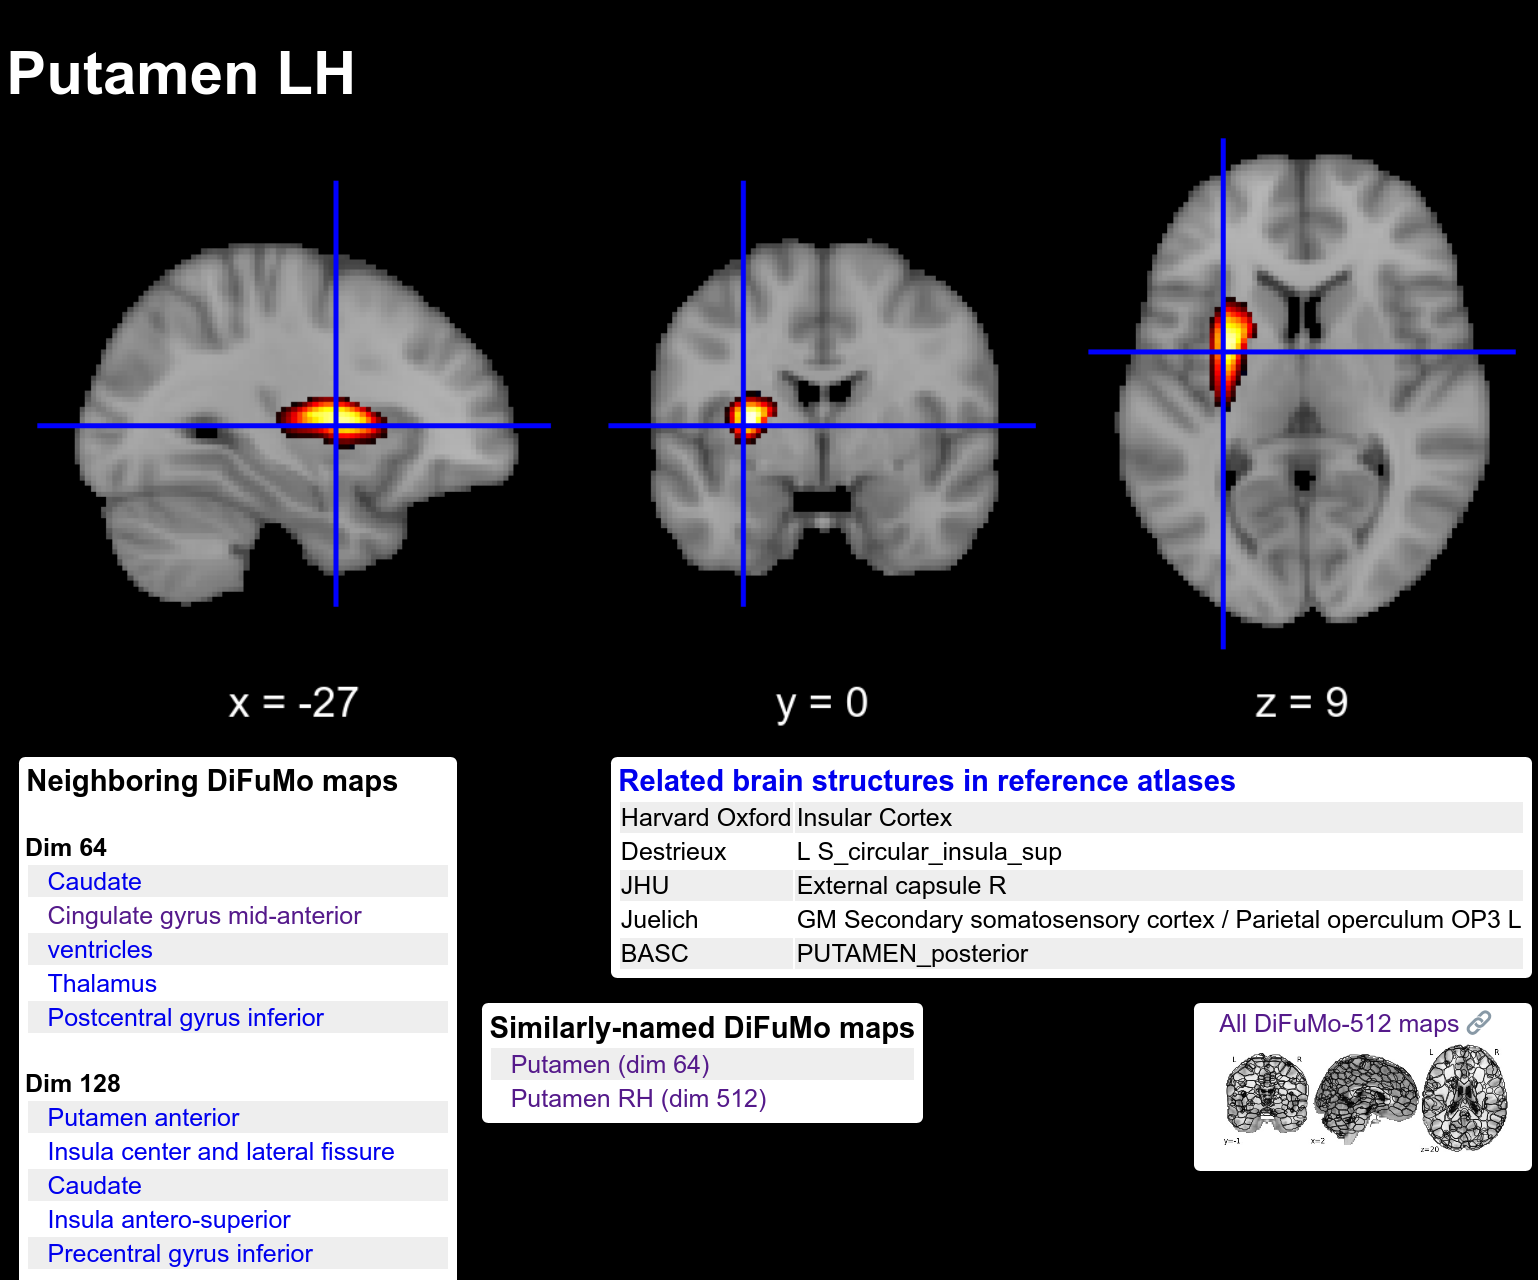 Putamen LH
x = -27
y = 0
z = 9
Neighboring DiFuMo maps
Dim 64
Caudate
Cingulate gyrus mid-anterior
ventricles
Thalamus
Postcentral gyrus inferior
Dim 128
Putamen anterior
Insula center and lateral fissure
Caudate
Insula antero-superior
Precentral gyrus inferior
Related brain structures in reference atlases
Harvard Oxford Insular Cortex
Destrieux L S_circular_insula_sup
JHU External capsule R
Juelich GM Secondary somatosensory cortex / Parietal operculum OP3 L
BASC PUTAMEN_posterior
Similarly-named DiFuMo maps
Putamen (dim 64)
Putamen RH (dim 512)
All DiFuMo-512 maps
L R L R
y=-1 x=2 z=20